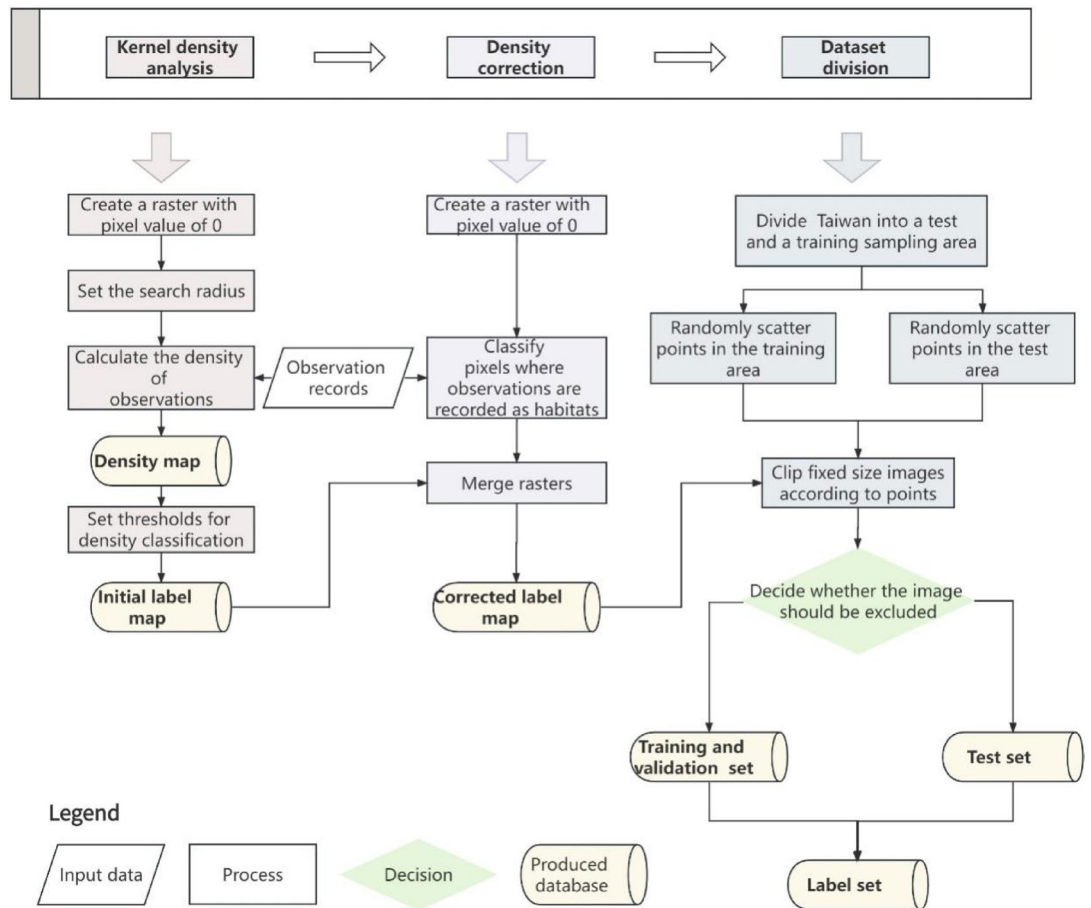 Kernel density
analysis
Density
correction
Dataset
division
Create a raster with
pixel value of 0
Set the search radius
Calculate the density
of
observations
Density map
Set thresholds for
density classification
Initial label
map
Observation
records
Create a raster with
pixel value of 0
Classify
pixels where
observations are
recorded as habitats
Merge rasters
Corrected label
map
Divide Taiwan into a test
and a training sampling area
Randomly scatter
points in the training
area
Randomly scatter
points in the test
area
Clip fixed size images
according to points
Decide whether the image
should be excluded
Training and
validation set
Test set
Label set
Legend
Input data
Process
Decision
Produced
database